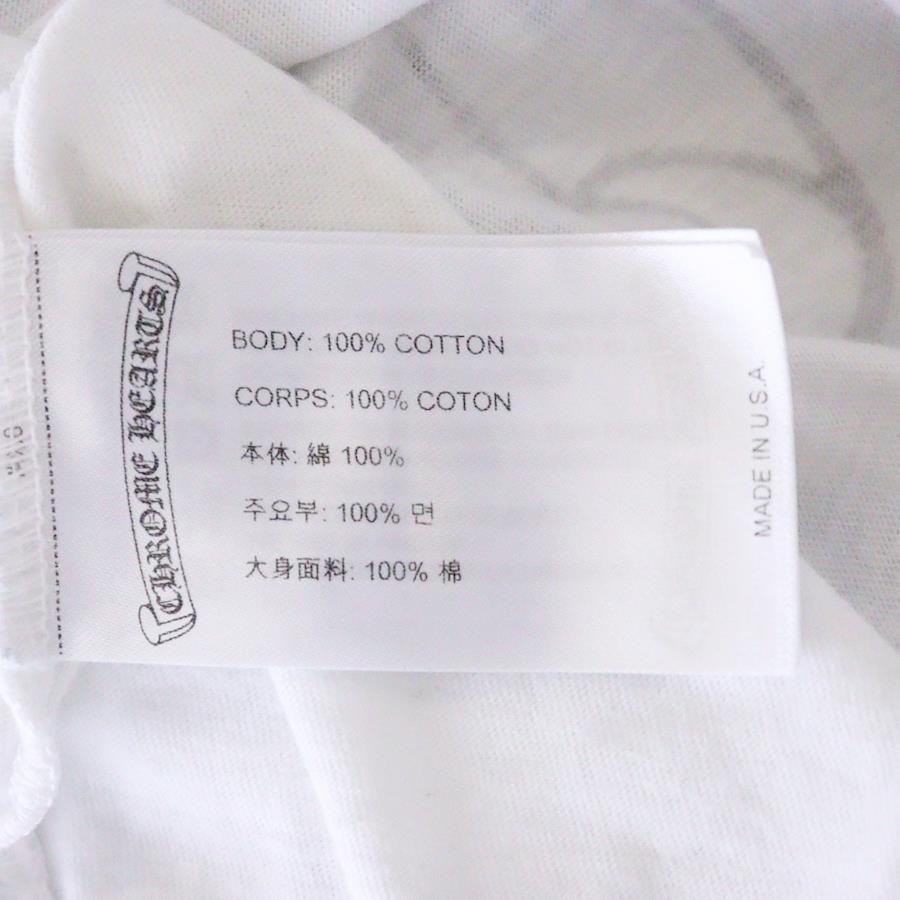 CHROME HEARTS
BODY: 100% COTTON
CORPS: 100% COTON
本体: 綿 100%
주요부: 100% 면
大身面料: 100% 棉
MADE IN U.S.A.